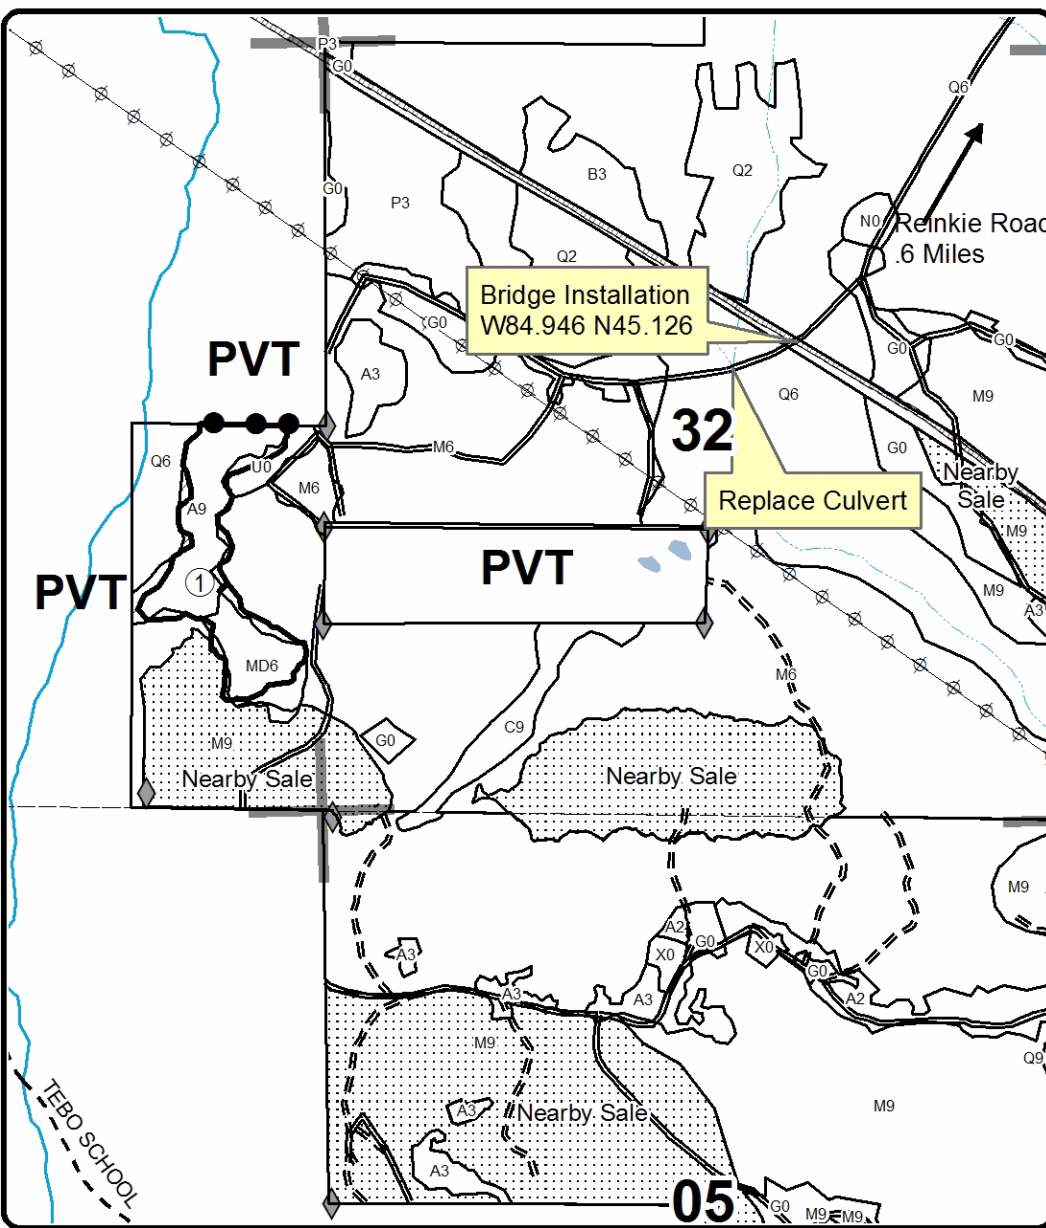 P3
G0
Q6
G0
P3
B3
Q2
N0
Reinkie Road
.6 Miles
Q2
Bridge Installation
W84.946 N45.126
G0
G0
G0
PVT
A3
Q6
M9
32
M6
G0
Q6
U0
M6
Nearby
Sale
Replace Culvert
A9
M9
PVT
PVT
1
M9
A3
MD6
M6
C9
M9
G0
Nearby Sale
Nearby Sale
M9
A2
G0
X0
X0
A3
G0
A3
A3
A2
M9
Q9
TEBO SCHOOL
A3
Nearby Sale
M9
A3
05
G0
M9
M9